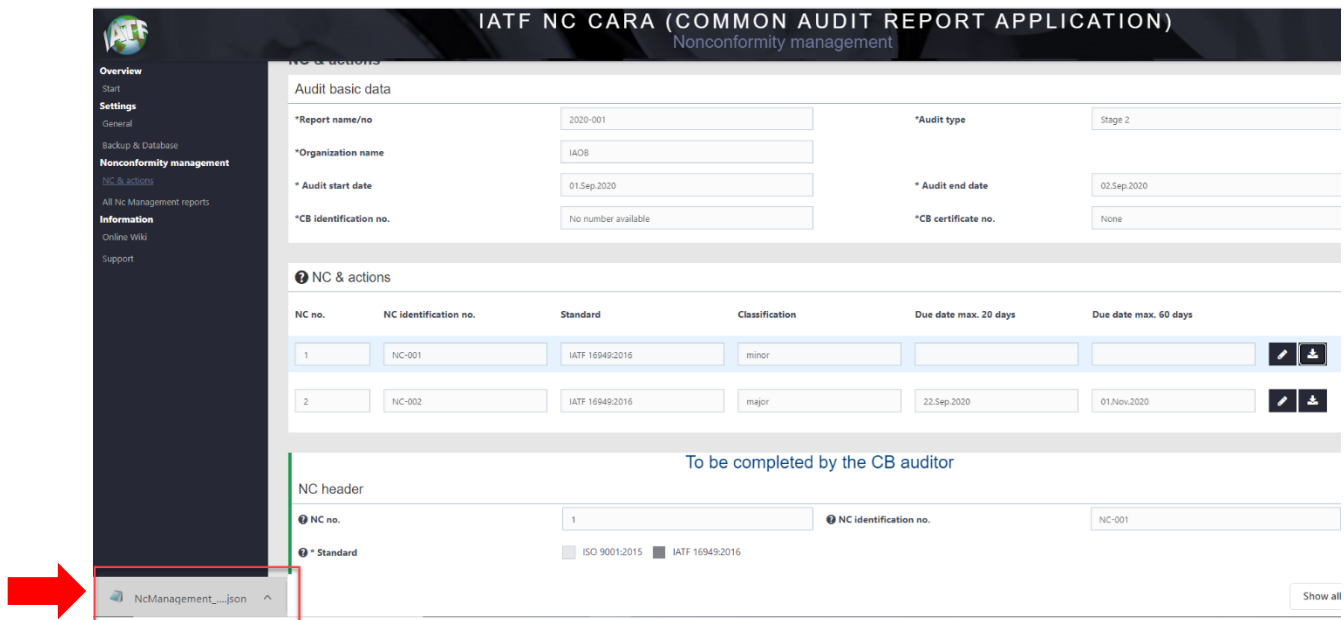 IATF
IATF NC CARA (COMMON AUDIT REPORT APPLICATION)
Nonconformity management
Overview
Start
Settings
General
Backup & Database
Nonconformity management
NC & actions
All Nc Management reports
Information
Online Wiki
Support
NC & actions
Audit basic data
*Report name/no 2020-001 *Audit type Stage 2
*Organization name IAOB
* Audit start date 01.Sep.2020 * Audit end date 02.Sep.2020
*CB identification no. No number available *CB certificate no. None
NC & actions
NC no. NC identification no. Standard Classification Due date max. 20 days Due date max. 60 days
1 NC-001 IATF 16949:2016 minor
2 NC-002 IATF 16949:2016 major 22.Sep.2020 01.Nov.2020
To be completed by the CB auditor
NC header
NC no. 1 NC identification no. NC-001
* Standard ISO 9001:2015 IATF 16949:2016
NcManagement_....json
Show all